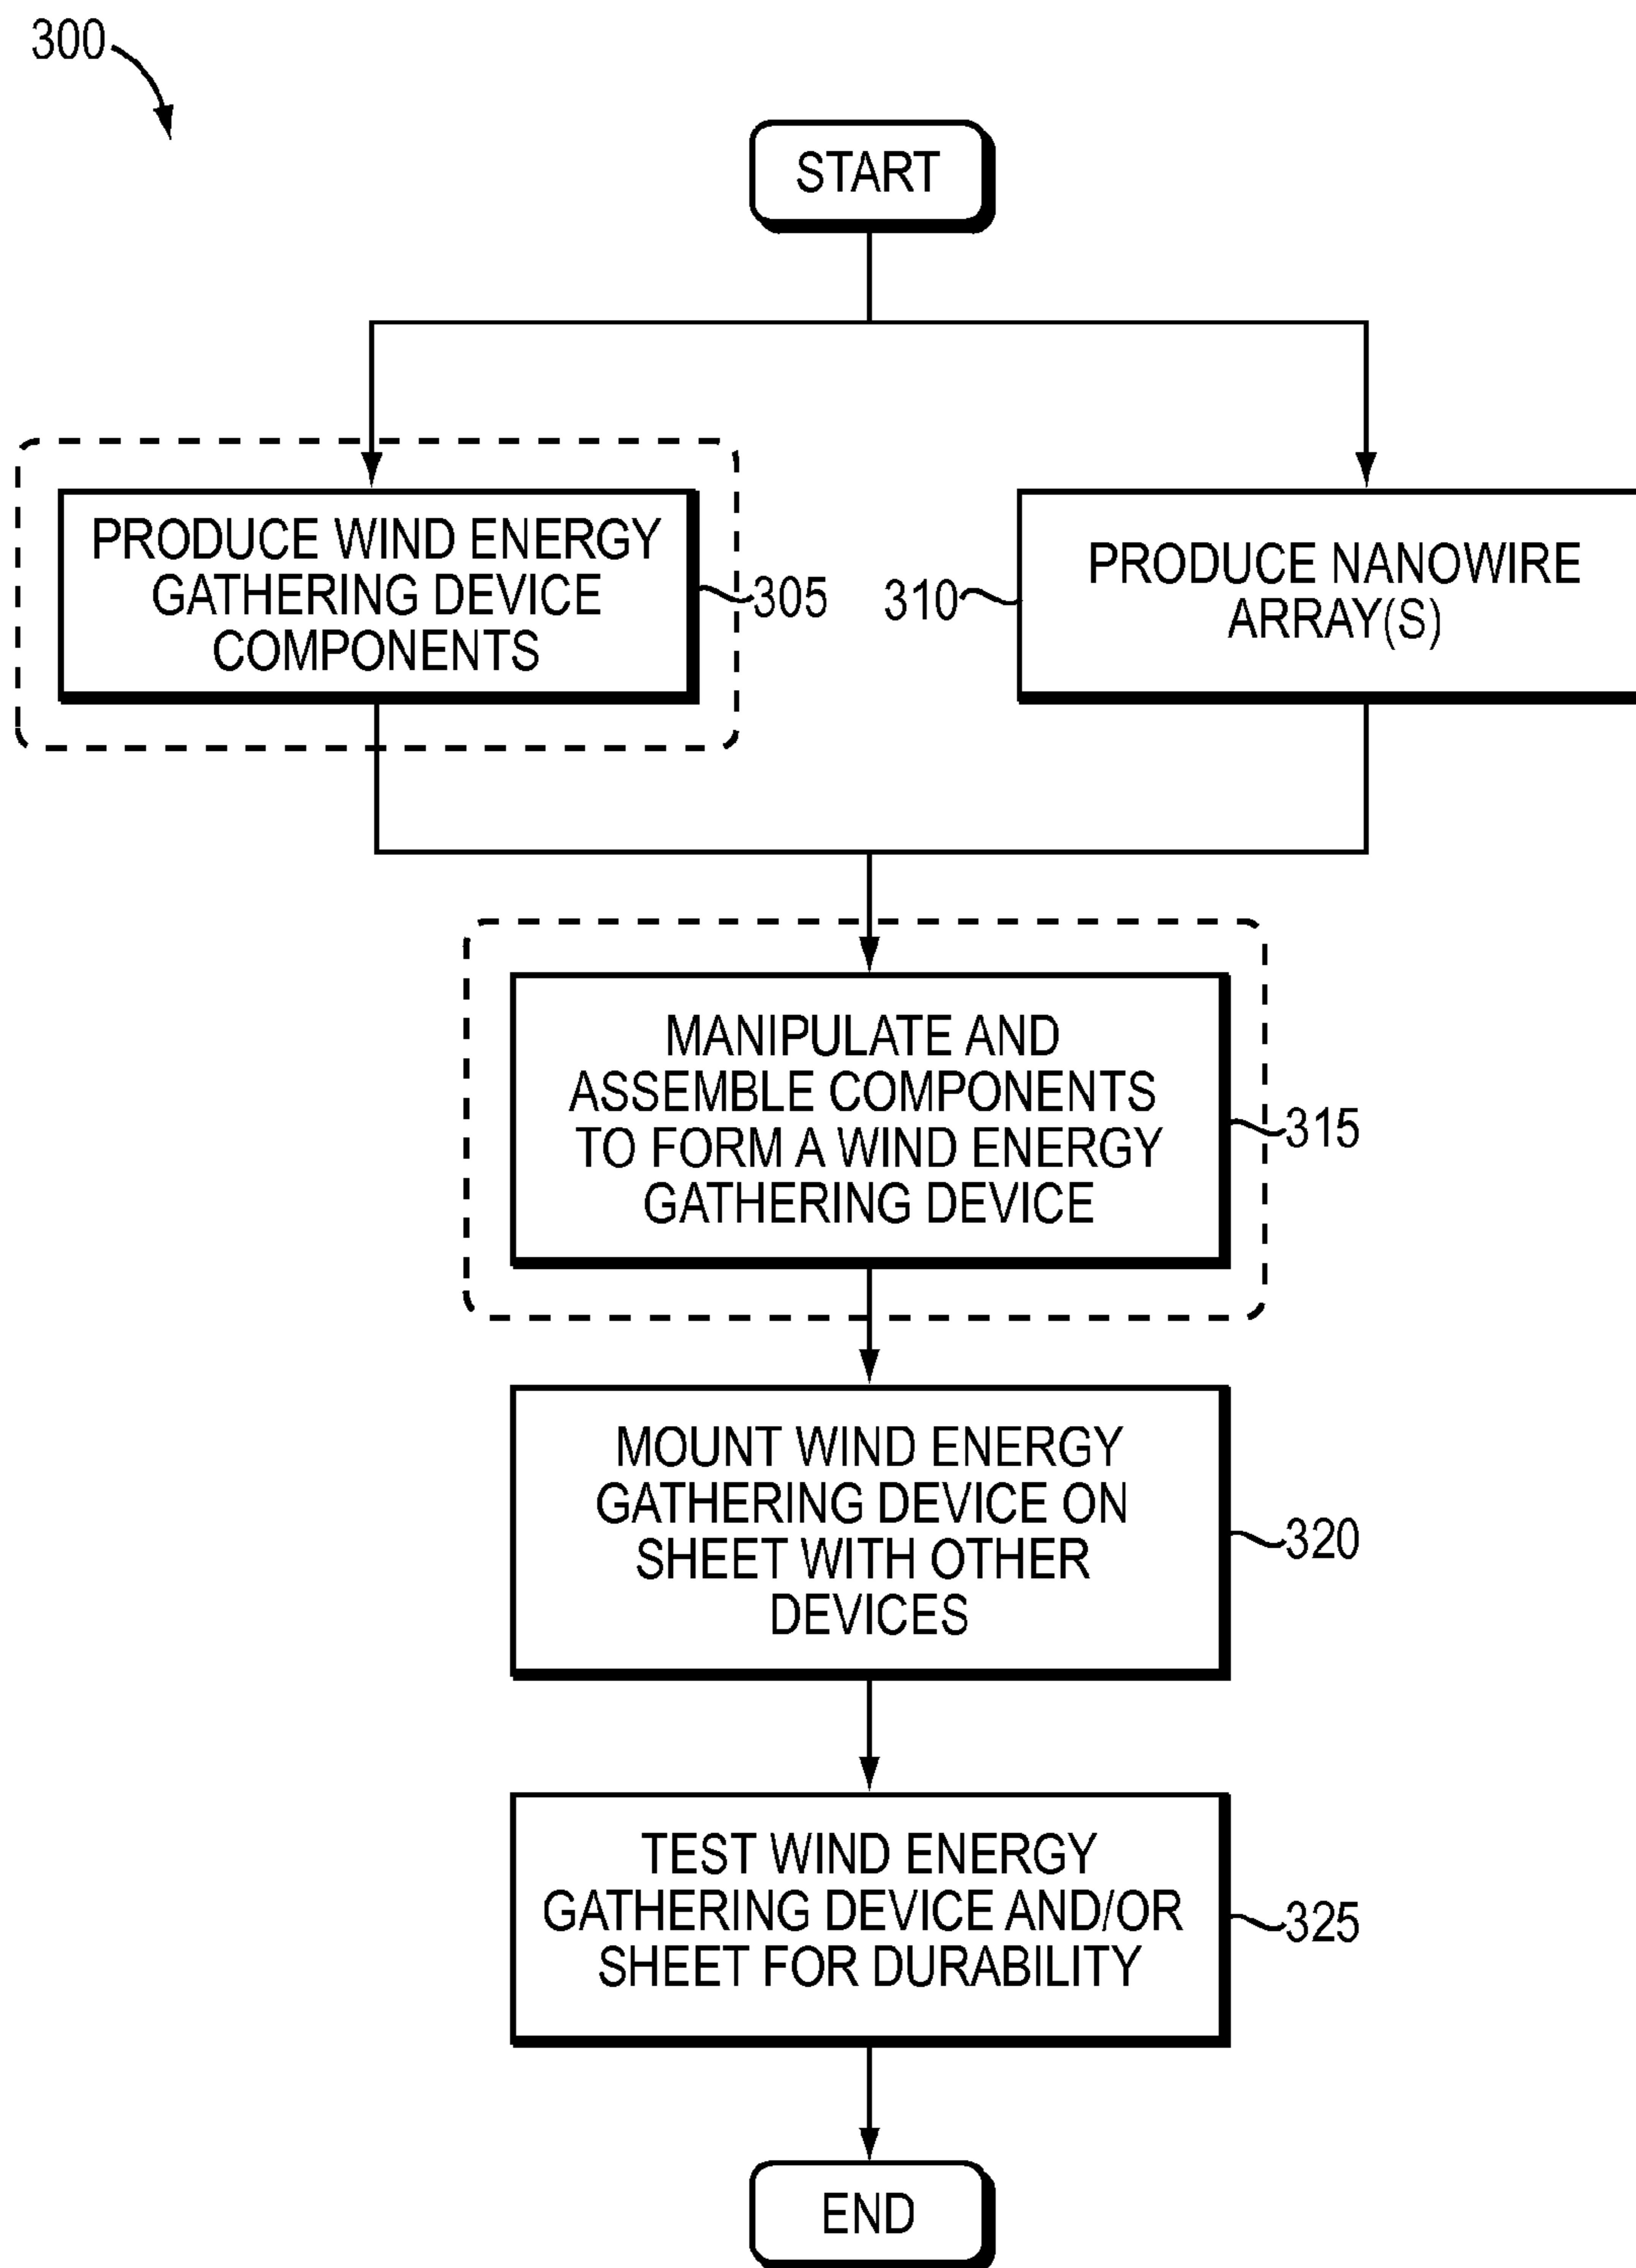 300
START
PRODUCE WIND ENERGY
GATHERING DEVICE
COMPONENTS
305
310
PRODUCE NANOWIRE
ARRAY(S)
MANIPULATE AND
ASSEMBLE COMPONENTS
TO FORM A WIND ENERGY
GATHERING DEVICE
315
MOUNT WIND ENERGY
GATHERING DEVICE ON
SHEET WITH OTHER
DEVICES
320
TEST WIND ENERGY
GATHERING DEVICE AND/OR
SHEET FOR DURABILITY
325
END